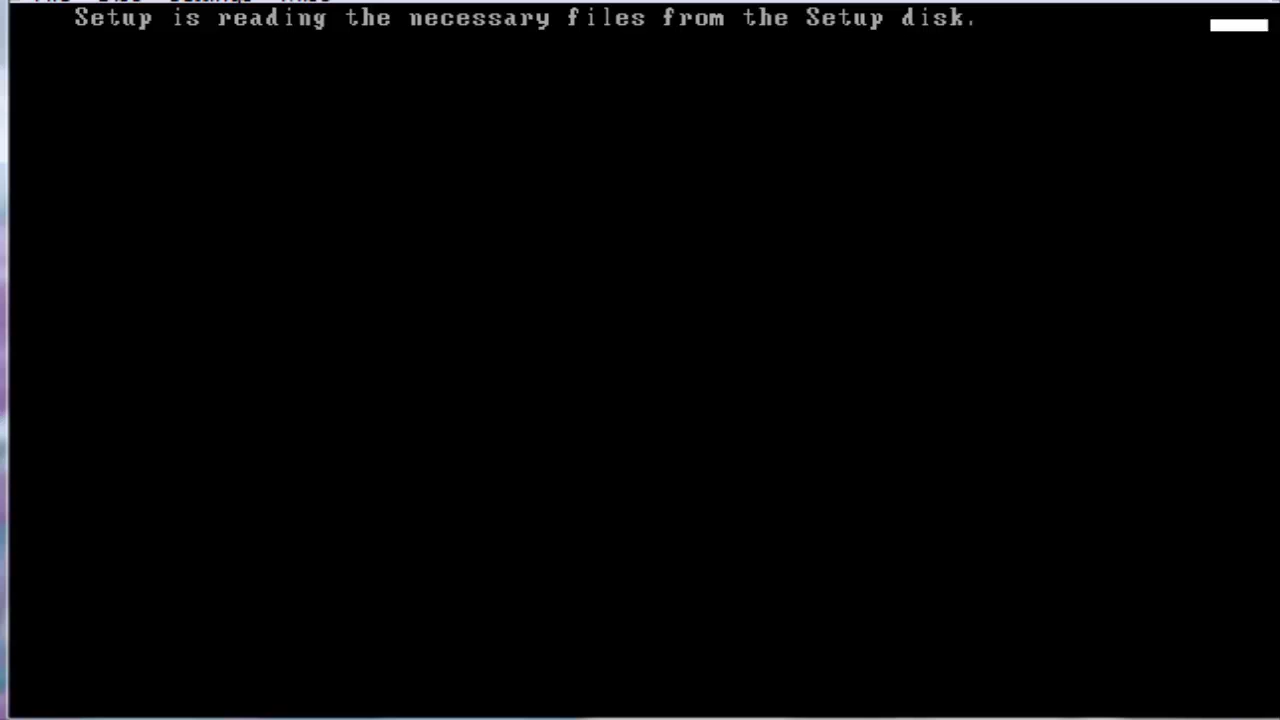 Setup is reading the necessary files from the Setup disk.